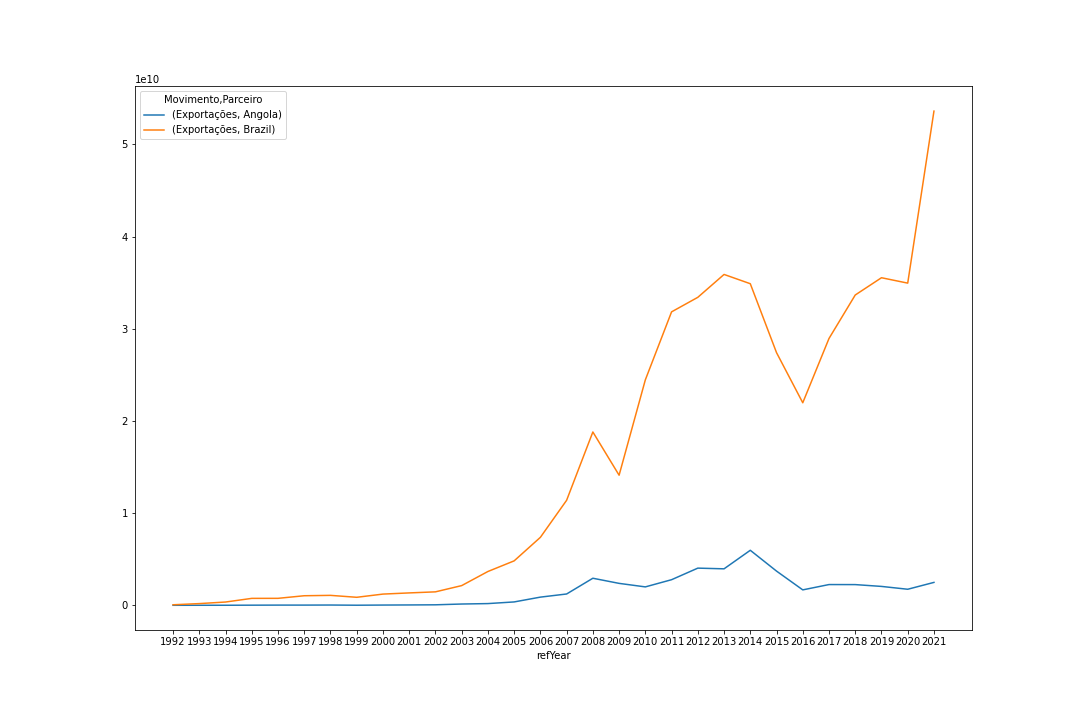 1e10
Movimento,Parceiro
(Exportações, Angola)
(Exportações, Brazil)
5
4
3
2
1
0
1992 1993 1994 1995 1996 1997 1998 1999 2000 2001 2002 2003 2004 2005 2006 2007 2008 2009 2010 2011 2012 2013 2014 2015 2016 2017 2018 2019 2020 2021
refYear